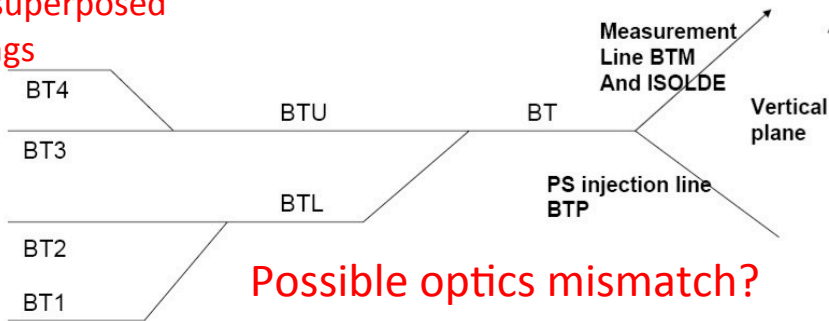 superposed
BT4
BTU
BT
Measurement
Line BTM
And ISOLDE
Vertical
plane
BT3
BTL
PS injection line
BTP
BT2
BT1
Possible optics mismatch?